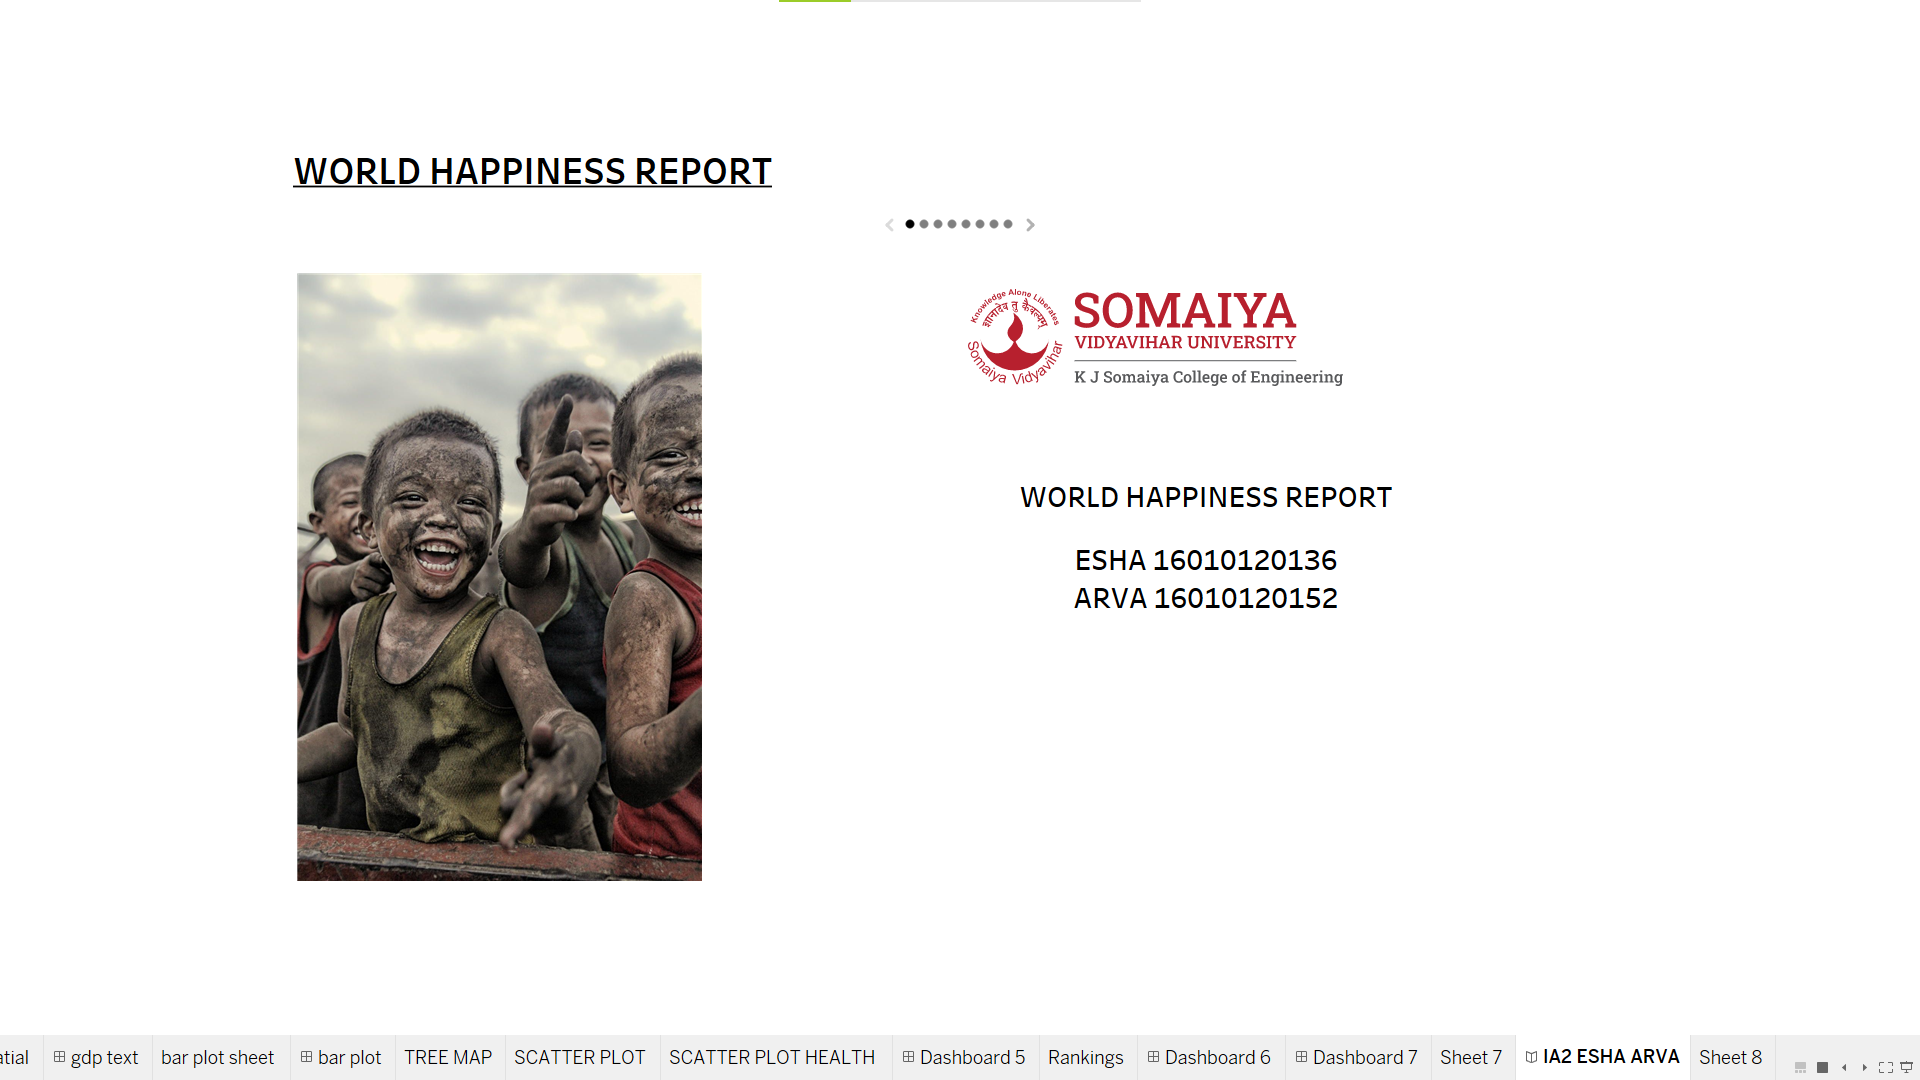 WORLD HAPPINESS REPORT
Knowledge Alone Liberates
ज्ञानादेव तु कैवल्यम्
Somaiya Vidyavihar
SOMAIYA
VIDYAVIHAR UNIVERSITY
K J Somaiya College of Engineering
WORLD HAPPINESS REPORT
ESHA 16010120136
ARVA 16010120152
atial gdp text bar plot sheet bar plot TREE MAP SCATTER PLOT SCATTER PLOT HEALTH Dashboard 5 Rankings Dashboard 6 Dashboard 7 Sheet 7 IA2 ESHA ARVA Sheet 8